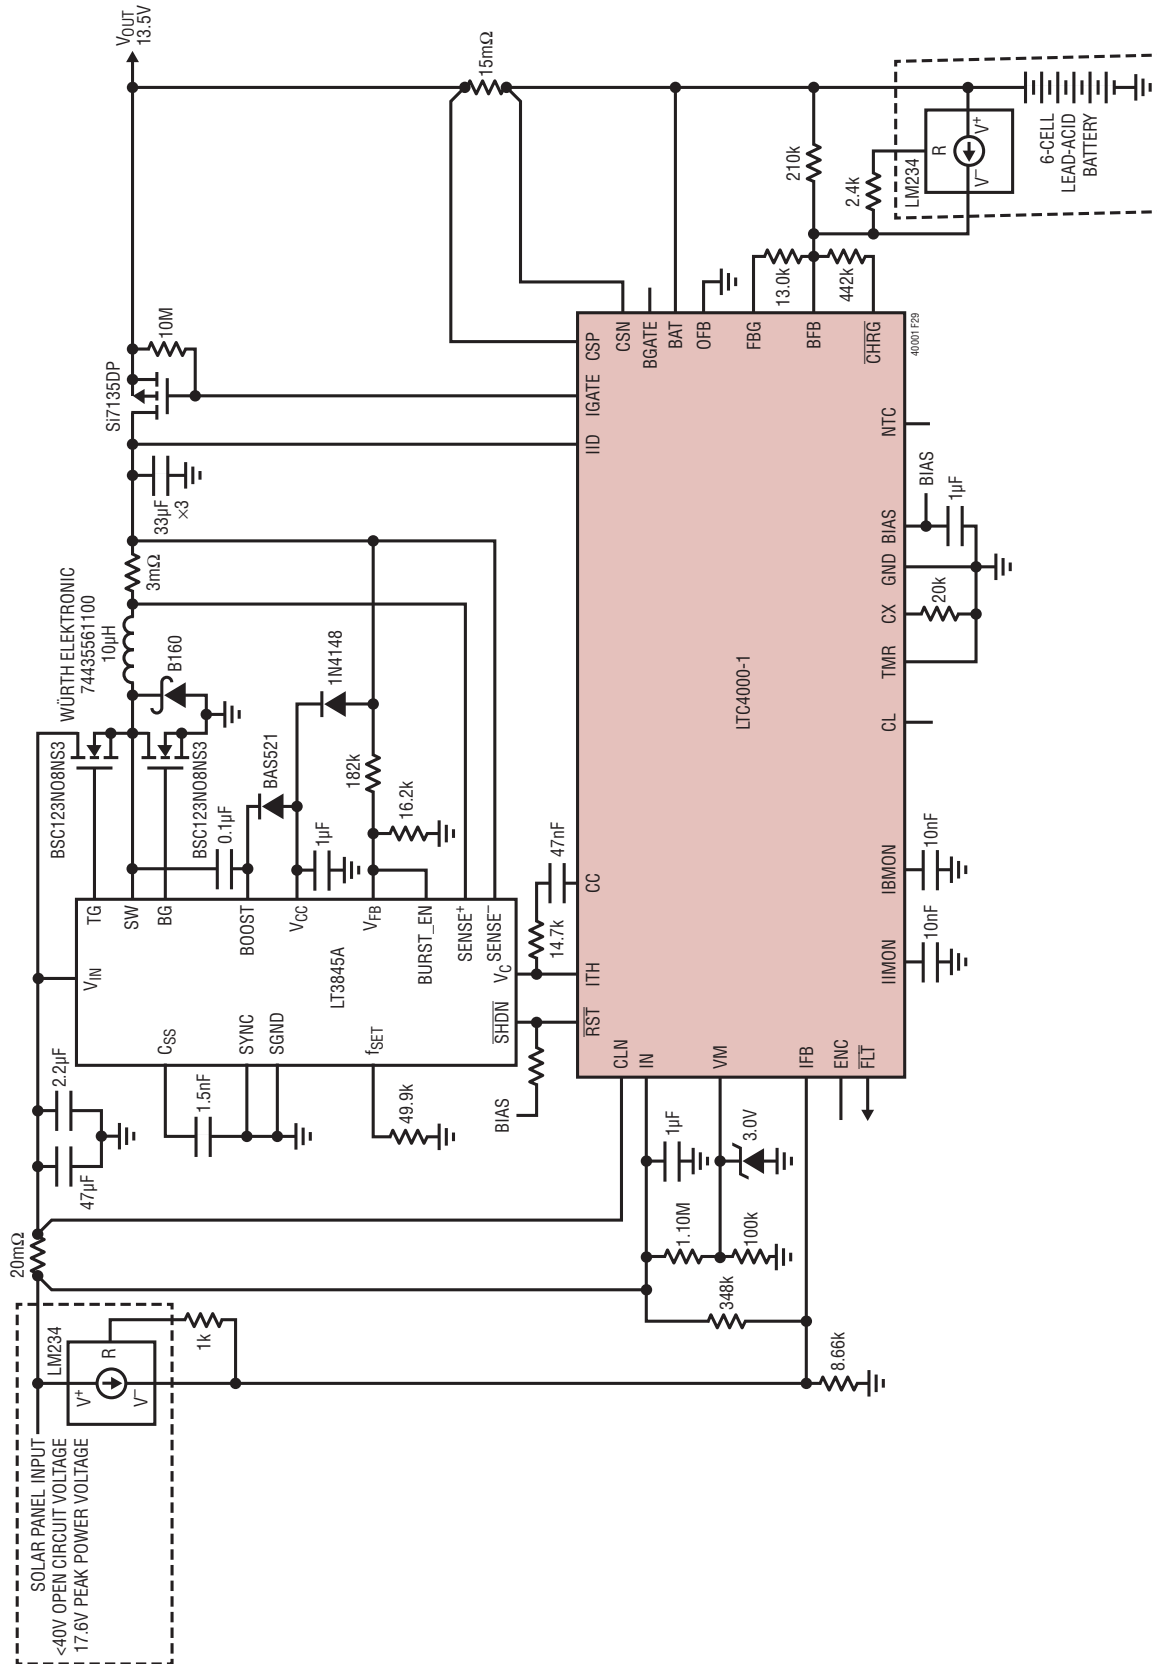 SOLAR PANEL INPUT
<40V OPEN CIRCUIT VOLTAGE
17.6V PEAK POWER VOLTAGE
LM234
V+
R
V–
1k
20mΩ
47µF
2.2µF
VIN
CSS
SYNC
SGND
fSET
SHDN
LT3845A
TG
SW
BG
BOOST
VCC
VFB
BURST_EN
SENSE+
SENSE–
VC
1.5nF
49.9k
BIAS
BSC123NO8NS3
BSC123NO8NS3
0.1µF
1µF
BAS521
182k
16.2k
1N4148
B160
WÜRTH ELEKTRONIC
74435561100
10µH
3mΩ
33µF
×3
Si7135DP
10M
VOUT
13.5V
15mΩ
14.7k
47nF
RST
ITH
CC
IID
IGATE
CSP
CLN
IN
VM
IFB
ENC
FLT
LTC4000-1
CSN
BGATE
BAT
OFB
FBG
BFB
CHRG
IIMON
IBMON
CL
TMR
CX
GND
BIAS
NTC
1µF
1.10M
100k
3.0V
348k
8.66k
10nF
10nF
20k
1µF
BIAS
13.0k
442k
210k
2.4k
LM234
R
V–
V+
6-CELL
LEAD-ACID
BATTERY
40001 F29